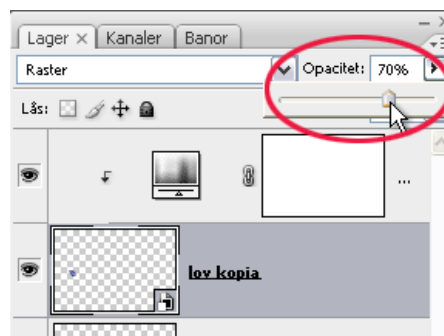 Lager × Kanaler Banor
Raster Opacitet: 70%
Lås:
...
lov kopia